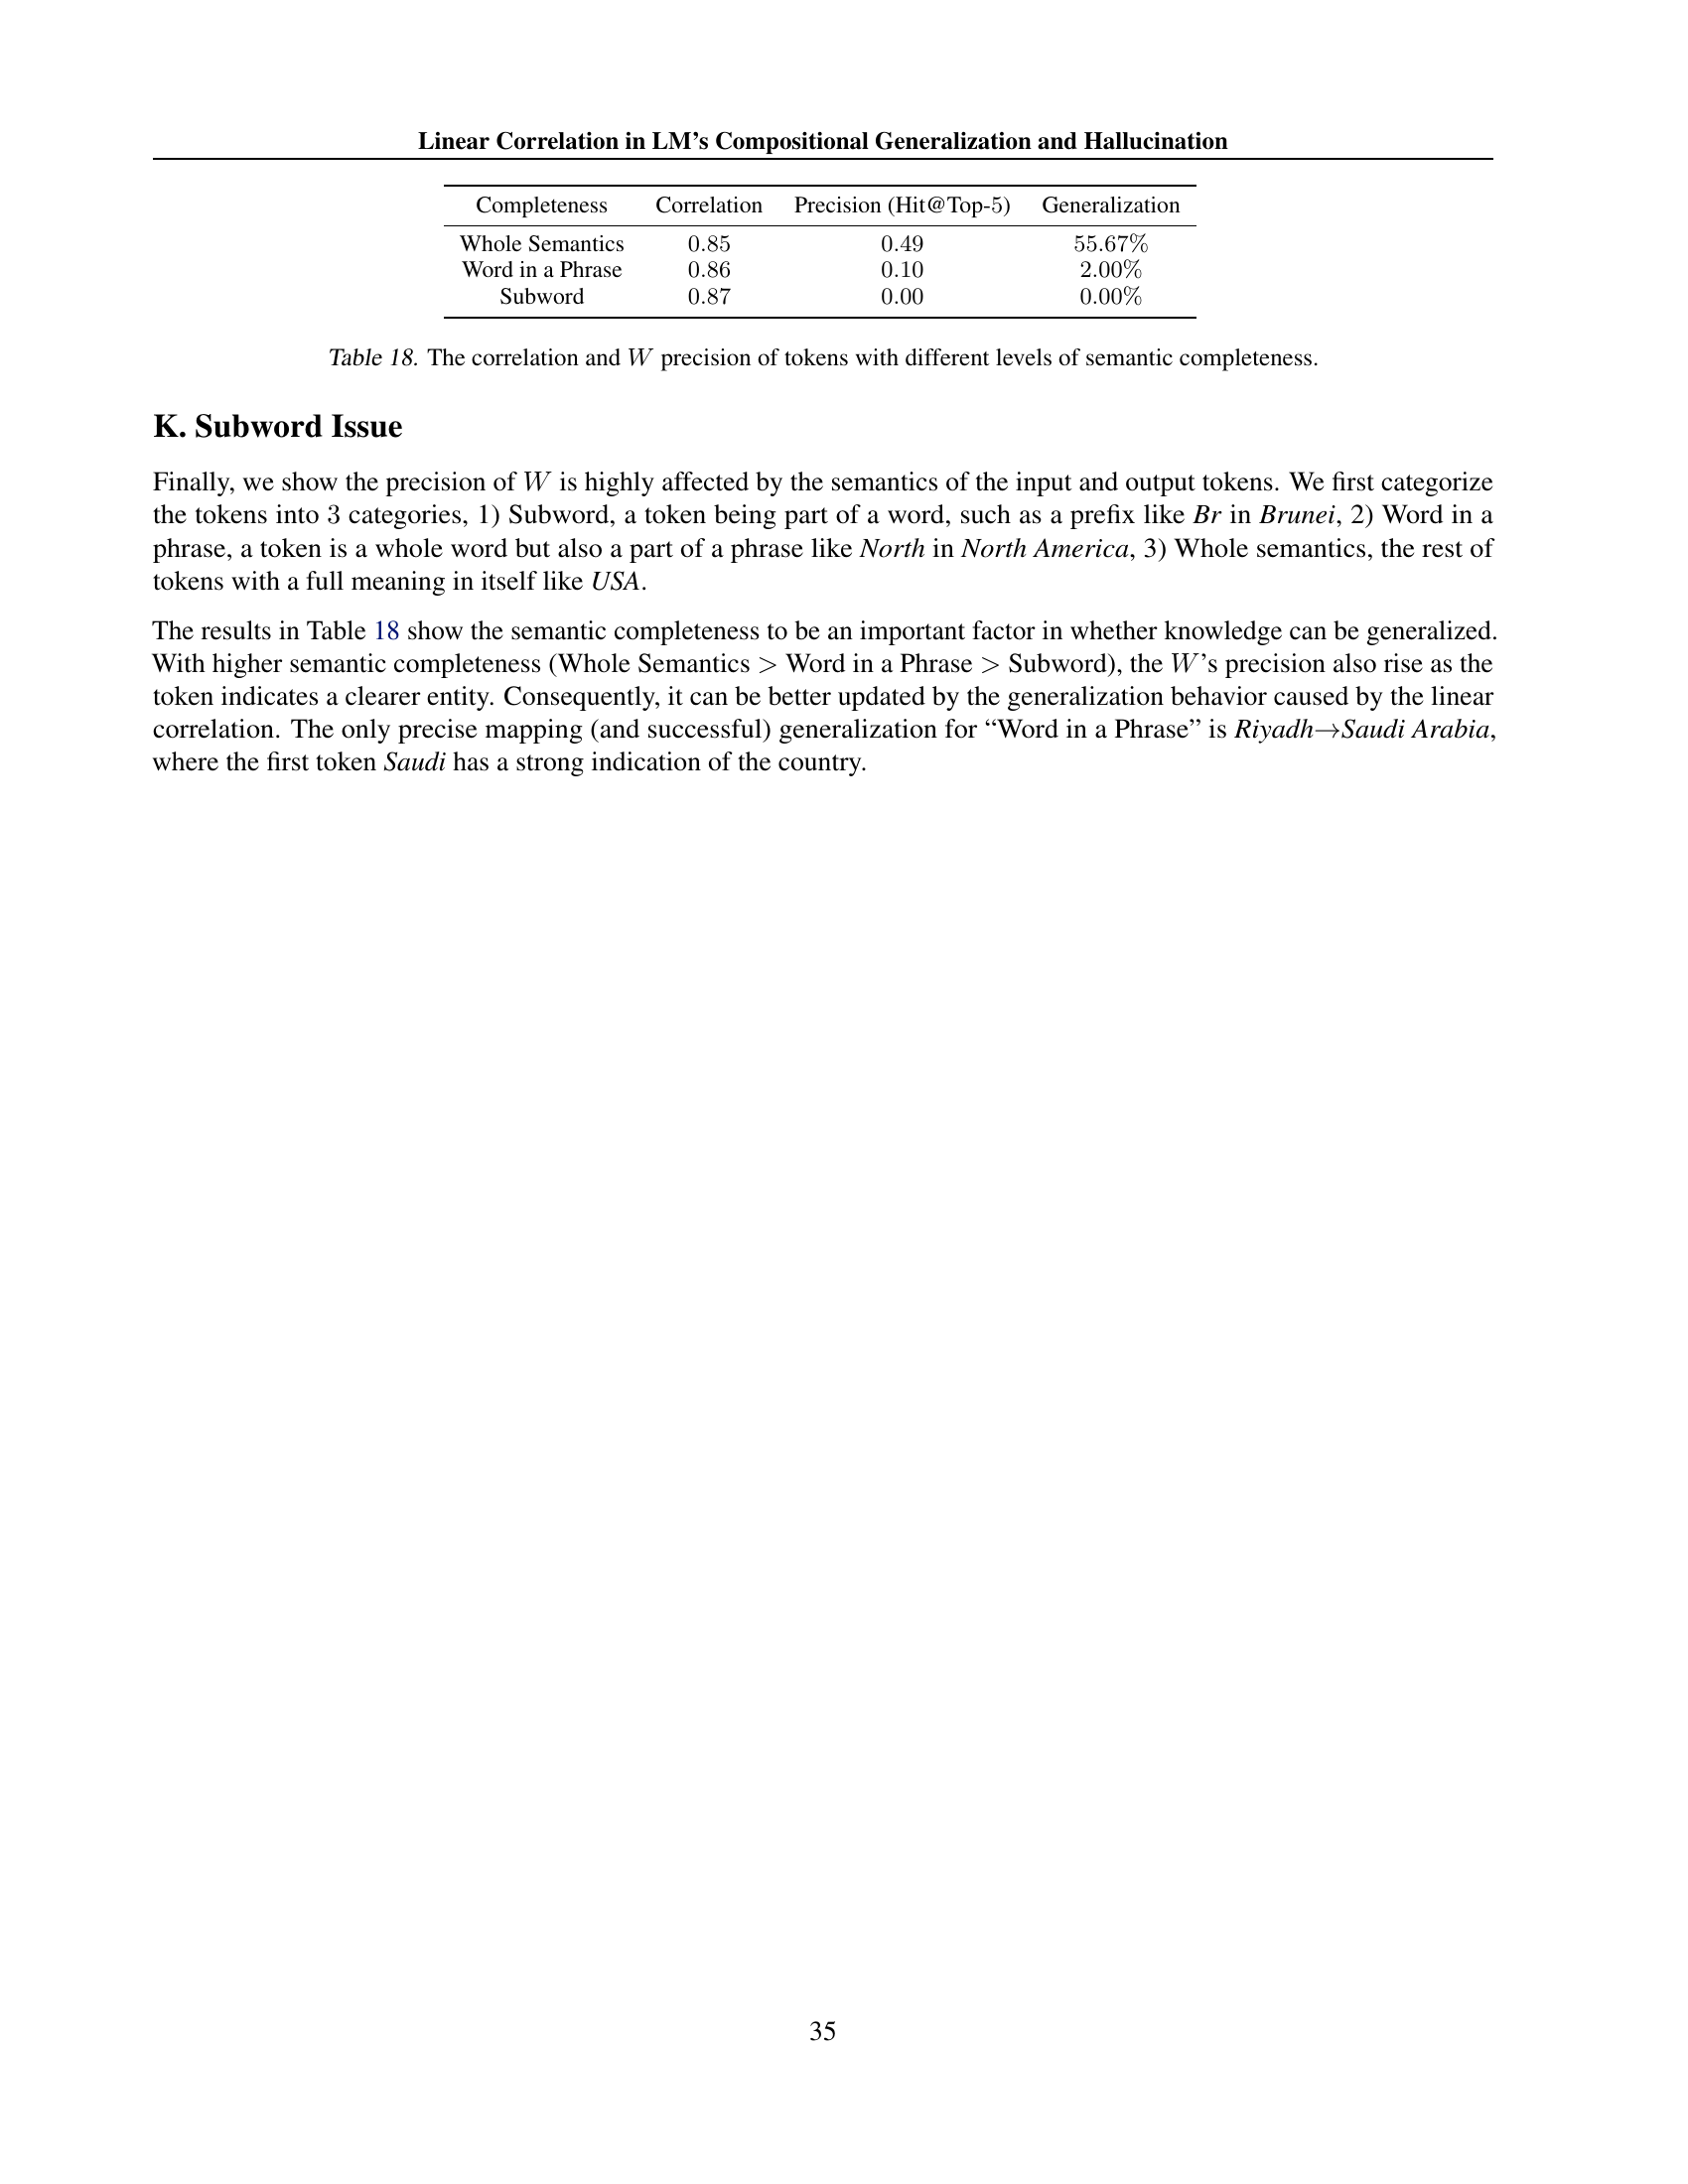 Linear Correlation in LM's Compositional Generalization and Hallucination
Completeness Correlation Precision (Hit@Top-5) Generalization
Whole Semantics 0.85 0.49 55.67%
Word in a Phrase 0.86 0.10 2.00%
Subword 0.87 0.00 0.00%
Table 18. The correlation and W precision of tokens with different levels of semantic completeness.
K. Subword Issue
Finally, we show the precision of W is highly affected by the semantics of the input and output tokens. We first categorize
the tokens into 3 categories, 1) Subword, a token being part of a word, such as a prefix like Br in Brunei, 2) Word in a
phrase, a token is a whole word but also a part of a phrase like North in North America, 3) Whole semantics, the rest of
tokens with a full meaning in itself like USA.
The results in Table 18 show the semantic completeness to be an important factor in whether knowledge can be generalized.
With higher semantic completeness (Whole Semantics > Word in a Phrase > Subword), the W's precision also rise as the
token indicates a clearer entity. Consequently, it can be better updated by the generalization behavior caused by the linear
correlation. The only precise mapping (and successful) generalization for “Word in a Phrase” is Riyadh→Saudi Arabia,
where the first token Saudi has a strong indication of the country.
35